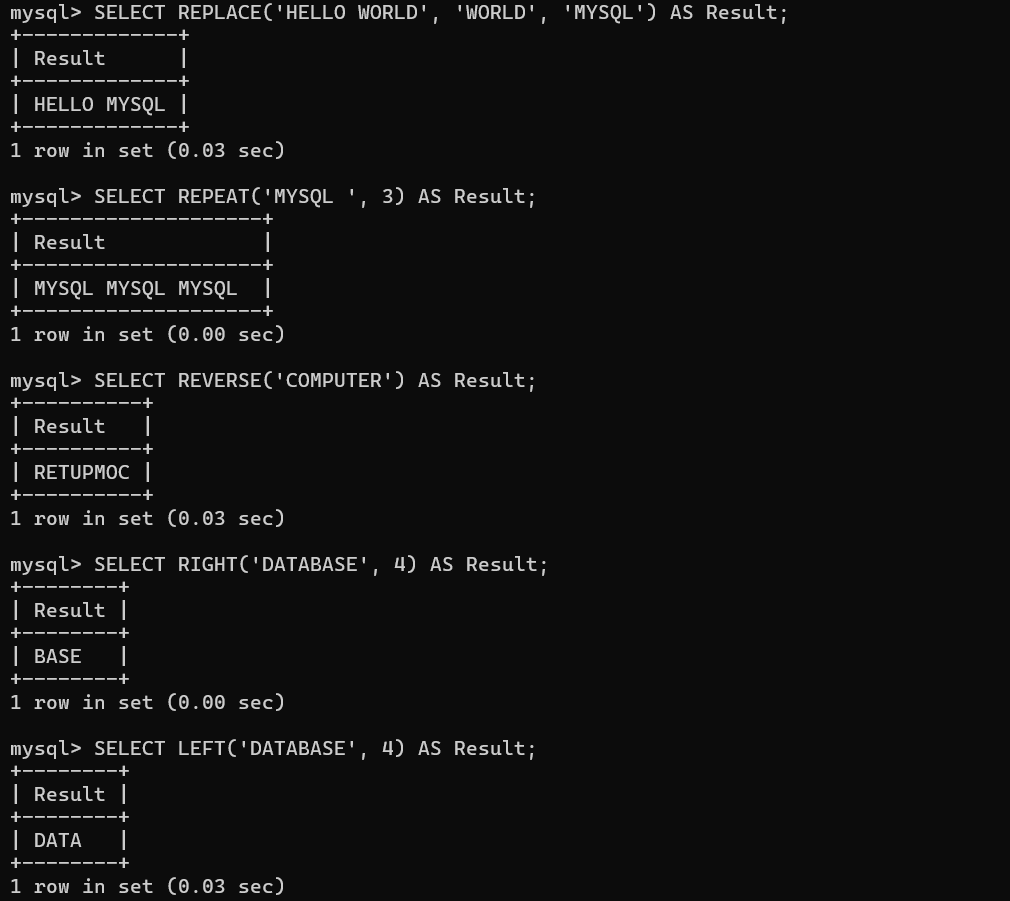 mysql> SELECT REPLACE('HELLO WORLD', 'WORLD', 'MYSQL') AS Result;
+-------------+
| Result      |
+-------------+
| HELLO MYSQL |
+-------------+
1 row in set (0.03 sec)

mysql> SELECT REPEAT('MYSQL ', 3) AS Result;
+--------------------+
| Result             |
+--------------------+
| MYSQL MYSQL MYSQL  |
+--------------------+
1 row in set (0.00 sec)

mysql> SELECT REVERSE('COMPUTER') AS Result;
+----------+
| Result   |
+----------+
| RETUPMOC |
+----------+
1 row in set (0.03 sec)

mysql> SELECT RIGHT('DATABASE', 4) AS Result;
+--------+
| Result |
+--------+
| BASE   |
+--------+
1 row in set (0.00 sec)

mysql> SELECT LEFT('DATABASE', 4) AS Result;
+--------+
| Result |
+--------+
| DATA   |
+--------+
1 row in set (0.03 sec)